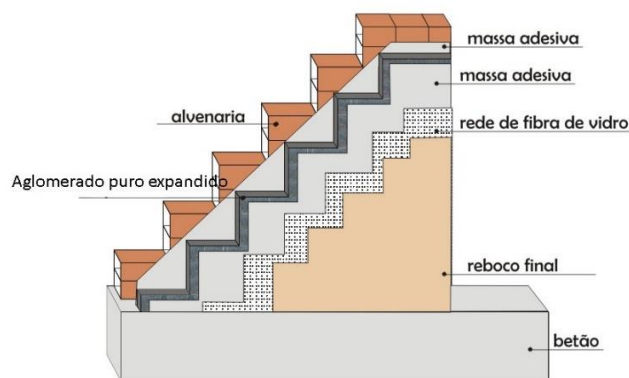 massa adesiva
massa adesiva
alvenaria
rede de fibra de vidro
Aglomerado puro expandido
reboco final
betão